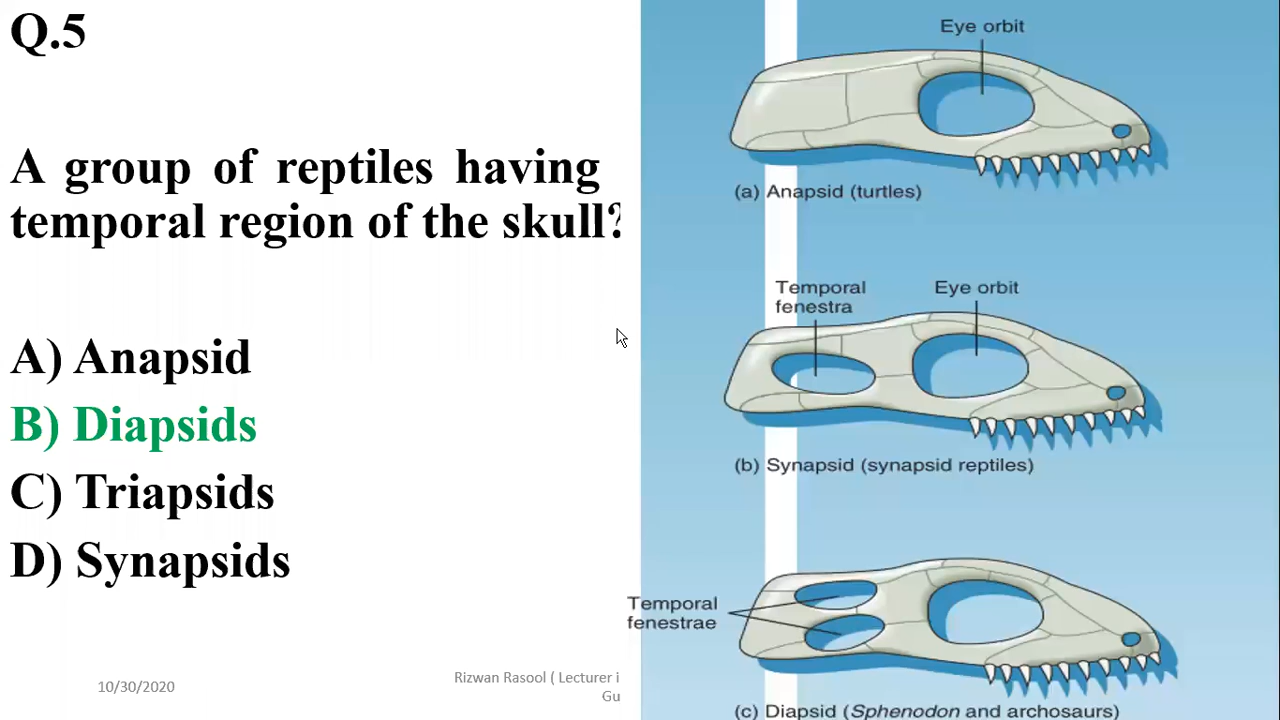 Q.5
A group of reptiles having
temporal region of the skull?
A) Anapsid
B) Diapsids
C) Triapsids
D) Synapsids
10/30/2020
Rizwan Rasool ( Lecturer i
Gu
Eye orbit
(a) Anapsid (turtles)
Temporal
fenestra
Eye orbit
(b) Synapsid (synapsid reptiles)
Temporal
fenestrae
(c) Diapsid (Sphenodon and archosaurs)